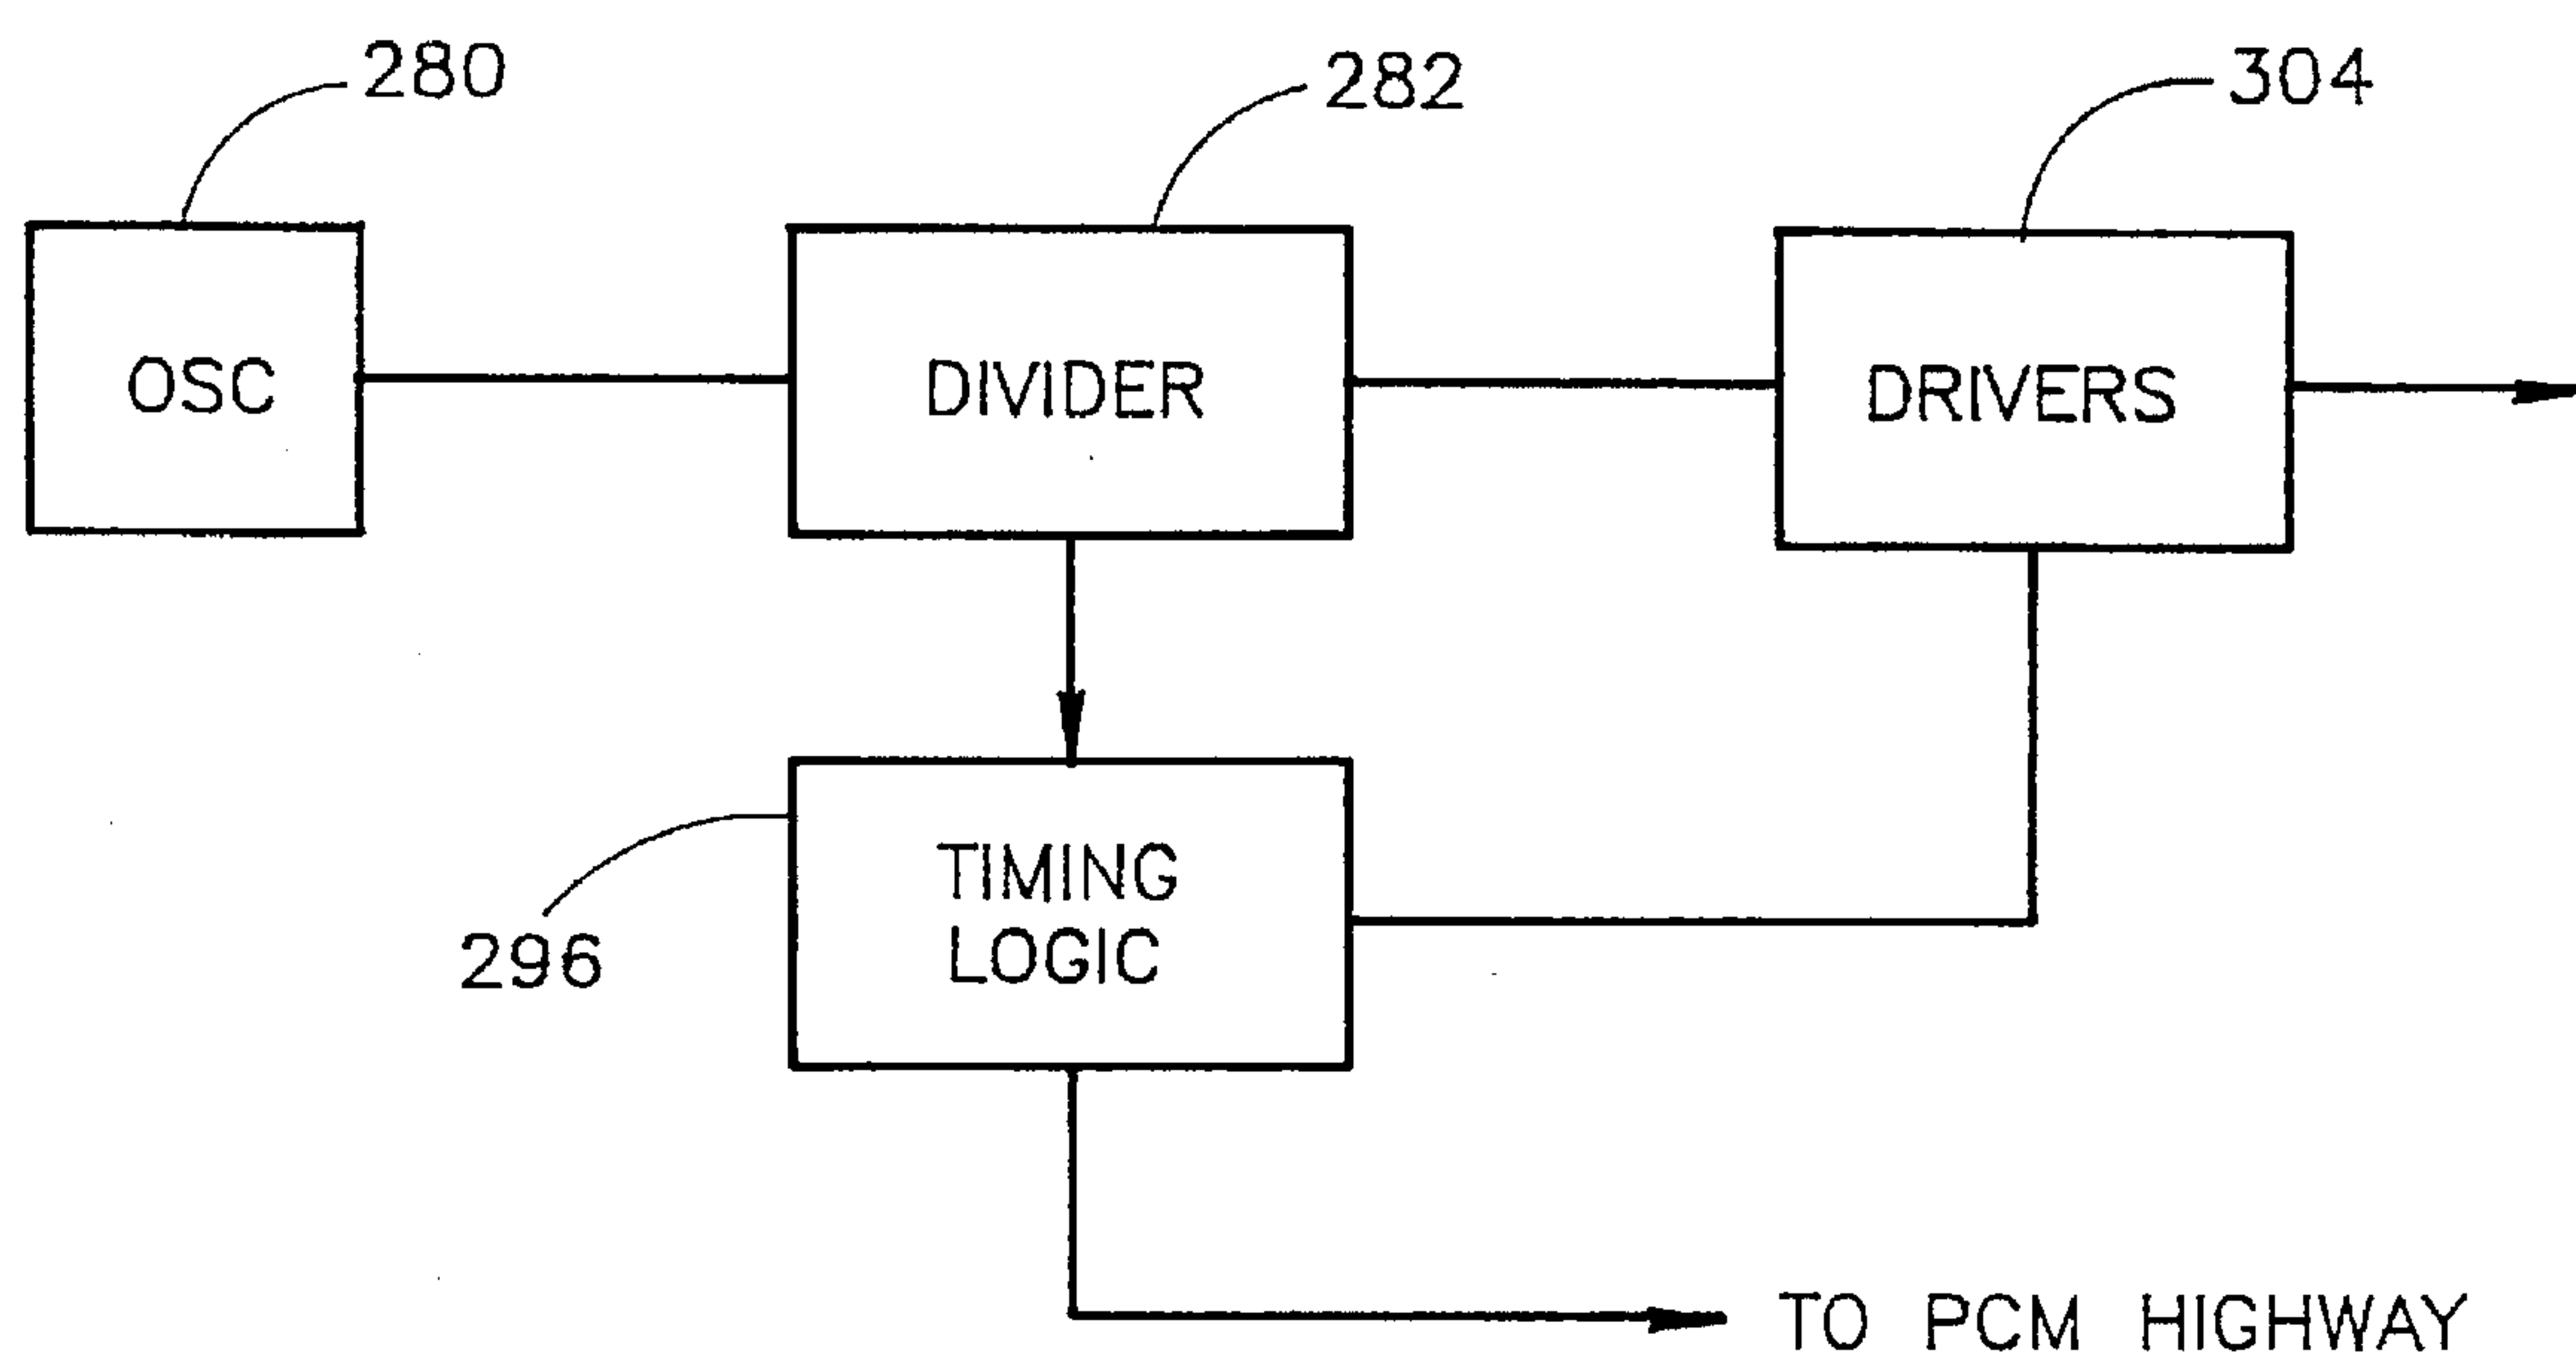 280
282
304
OSC
DIVIDER
DRIVERS
TIMING
LOGIC
296
TO PCM HIGHWAY